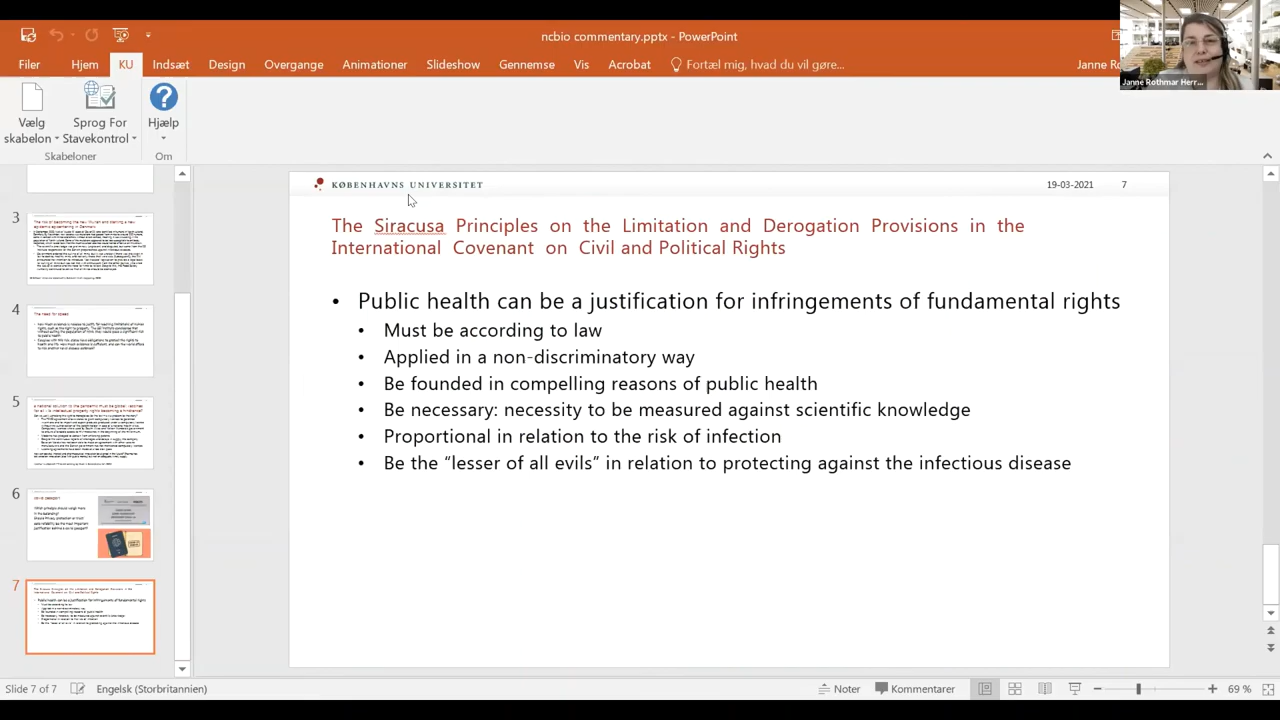 ncbio commentary.pptx - PowerPoint
Filer Hjem KU Indsæt Design Overgange Animationer Slideshow Gennemse Vis Acrobat Fortæl mig, hvad du vil gøre...
Janne Rothmar Herr...
Vælg skabelon
Sprog For Stavekontrol
Hjælp
Skabeloner
Om
3
4
The need for speed
5
6
7
KØBENHAVNS UNIVERSITET
19-03-2021 7
The Siracusa Principles on the Limitation and Derogation Provisions in the
International Covenant on Civil and Political Rights
• Public health can be a justification for infringements of fundamental rights
• Must be according to law
• Applied in a non-discriminatory way
• Be founded in compelling reasons of public health
• Be necessary: necessity to be measured against scientific knowledge
• Proportional in relation to the risk of infection
• Be the “lesser of all evils” in relation to protecting against the infectious disease
Slide 7 of 7
Engelsk (Storbritannien)
Noter
Kommentarer
69 %